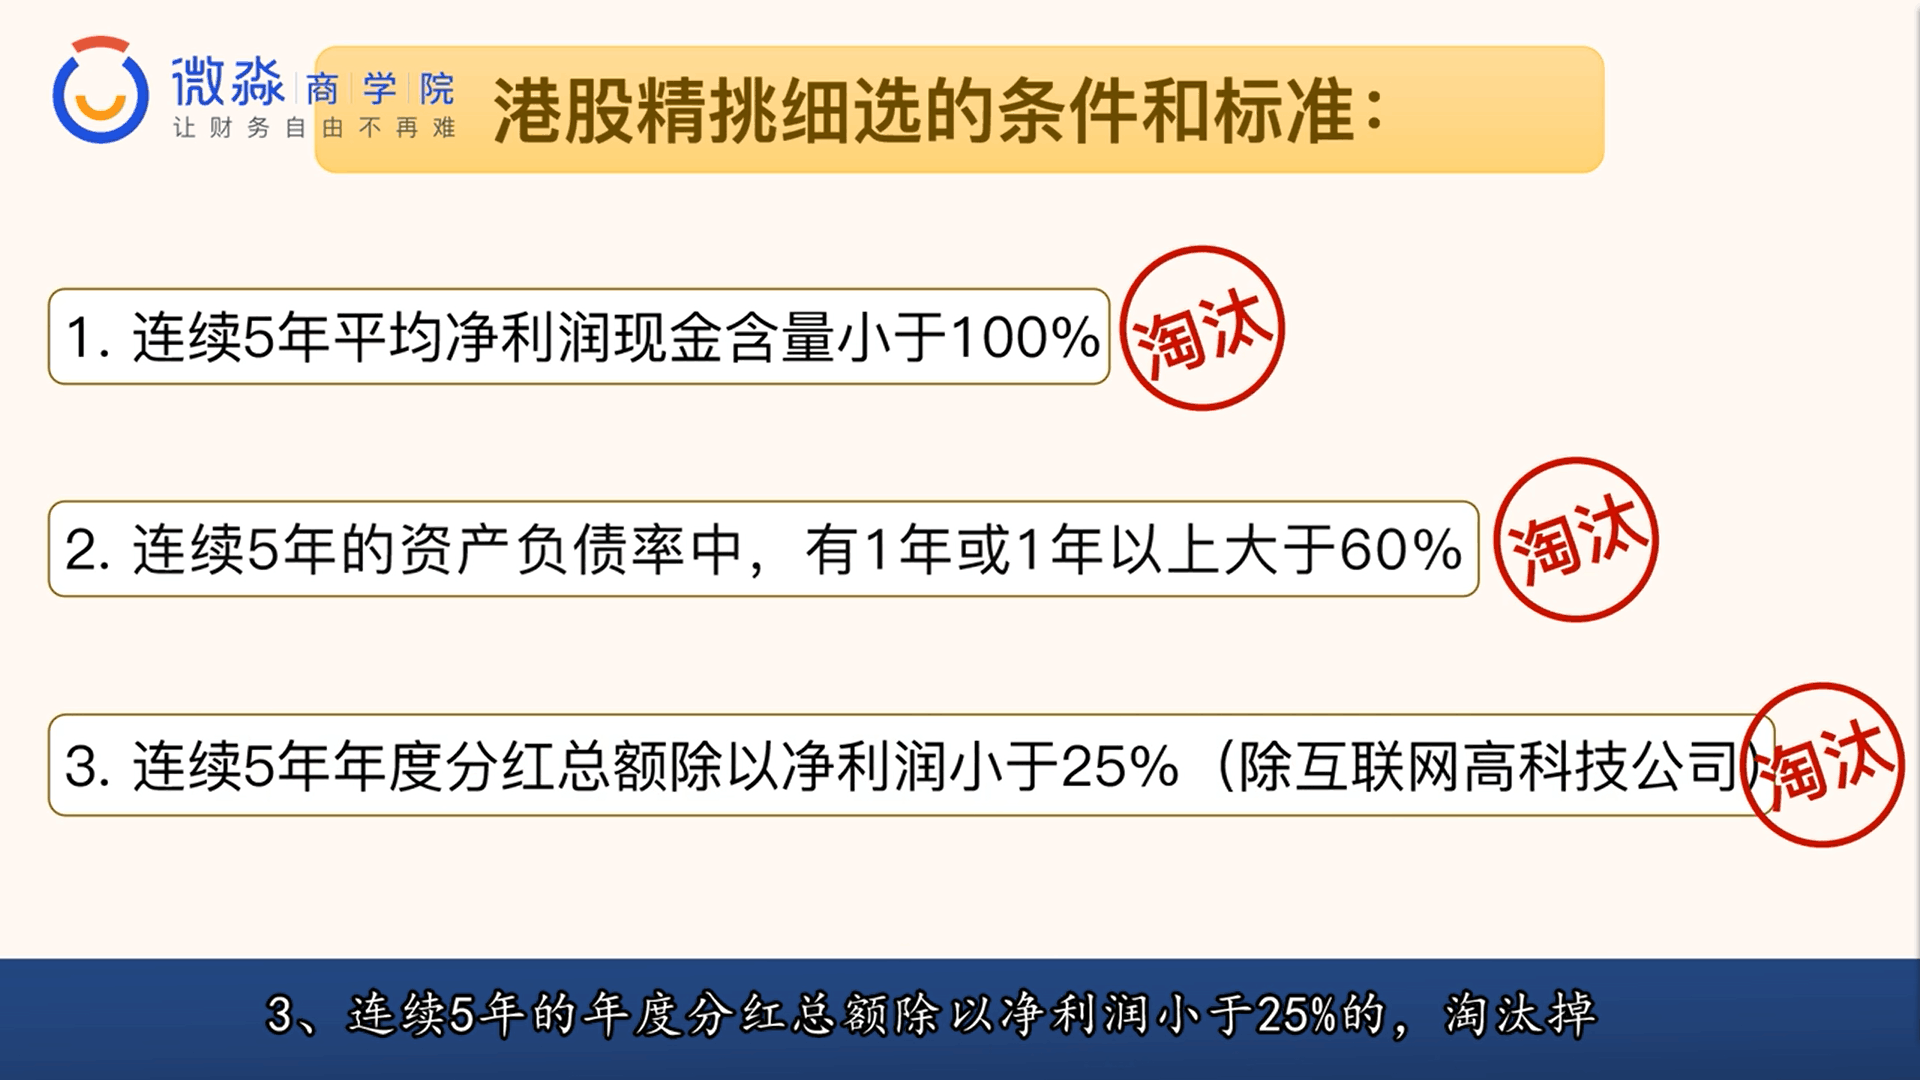 微淼商学院
让财务自由不再难
港股精挑细选的条件和标准：
1. 连续5年平均净利润现金含量小于100%
淘汰
2. 连续5年的资产负债率中，有1年或1年以上大于60%
淘汰
3. 连续5年年度分红总额除以净利润小于25%（除互联网高科技公司）
淘汰
3、连续5年的年度分红总额除以净利润小于25%的，淘汰掉